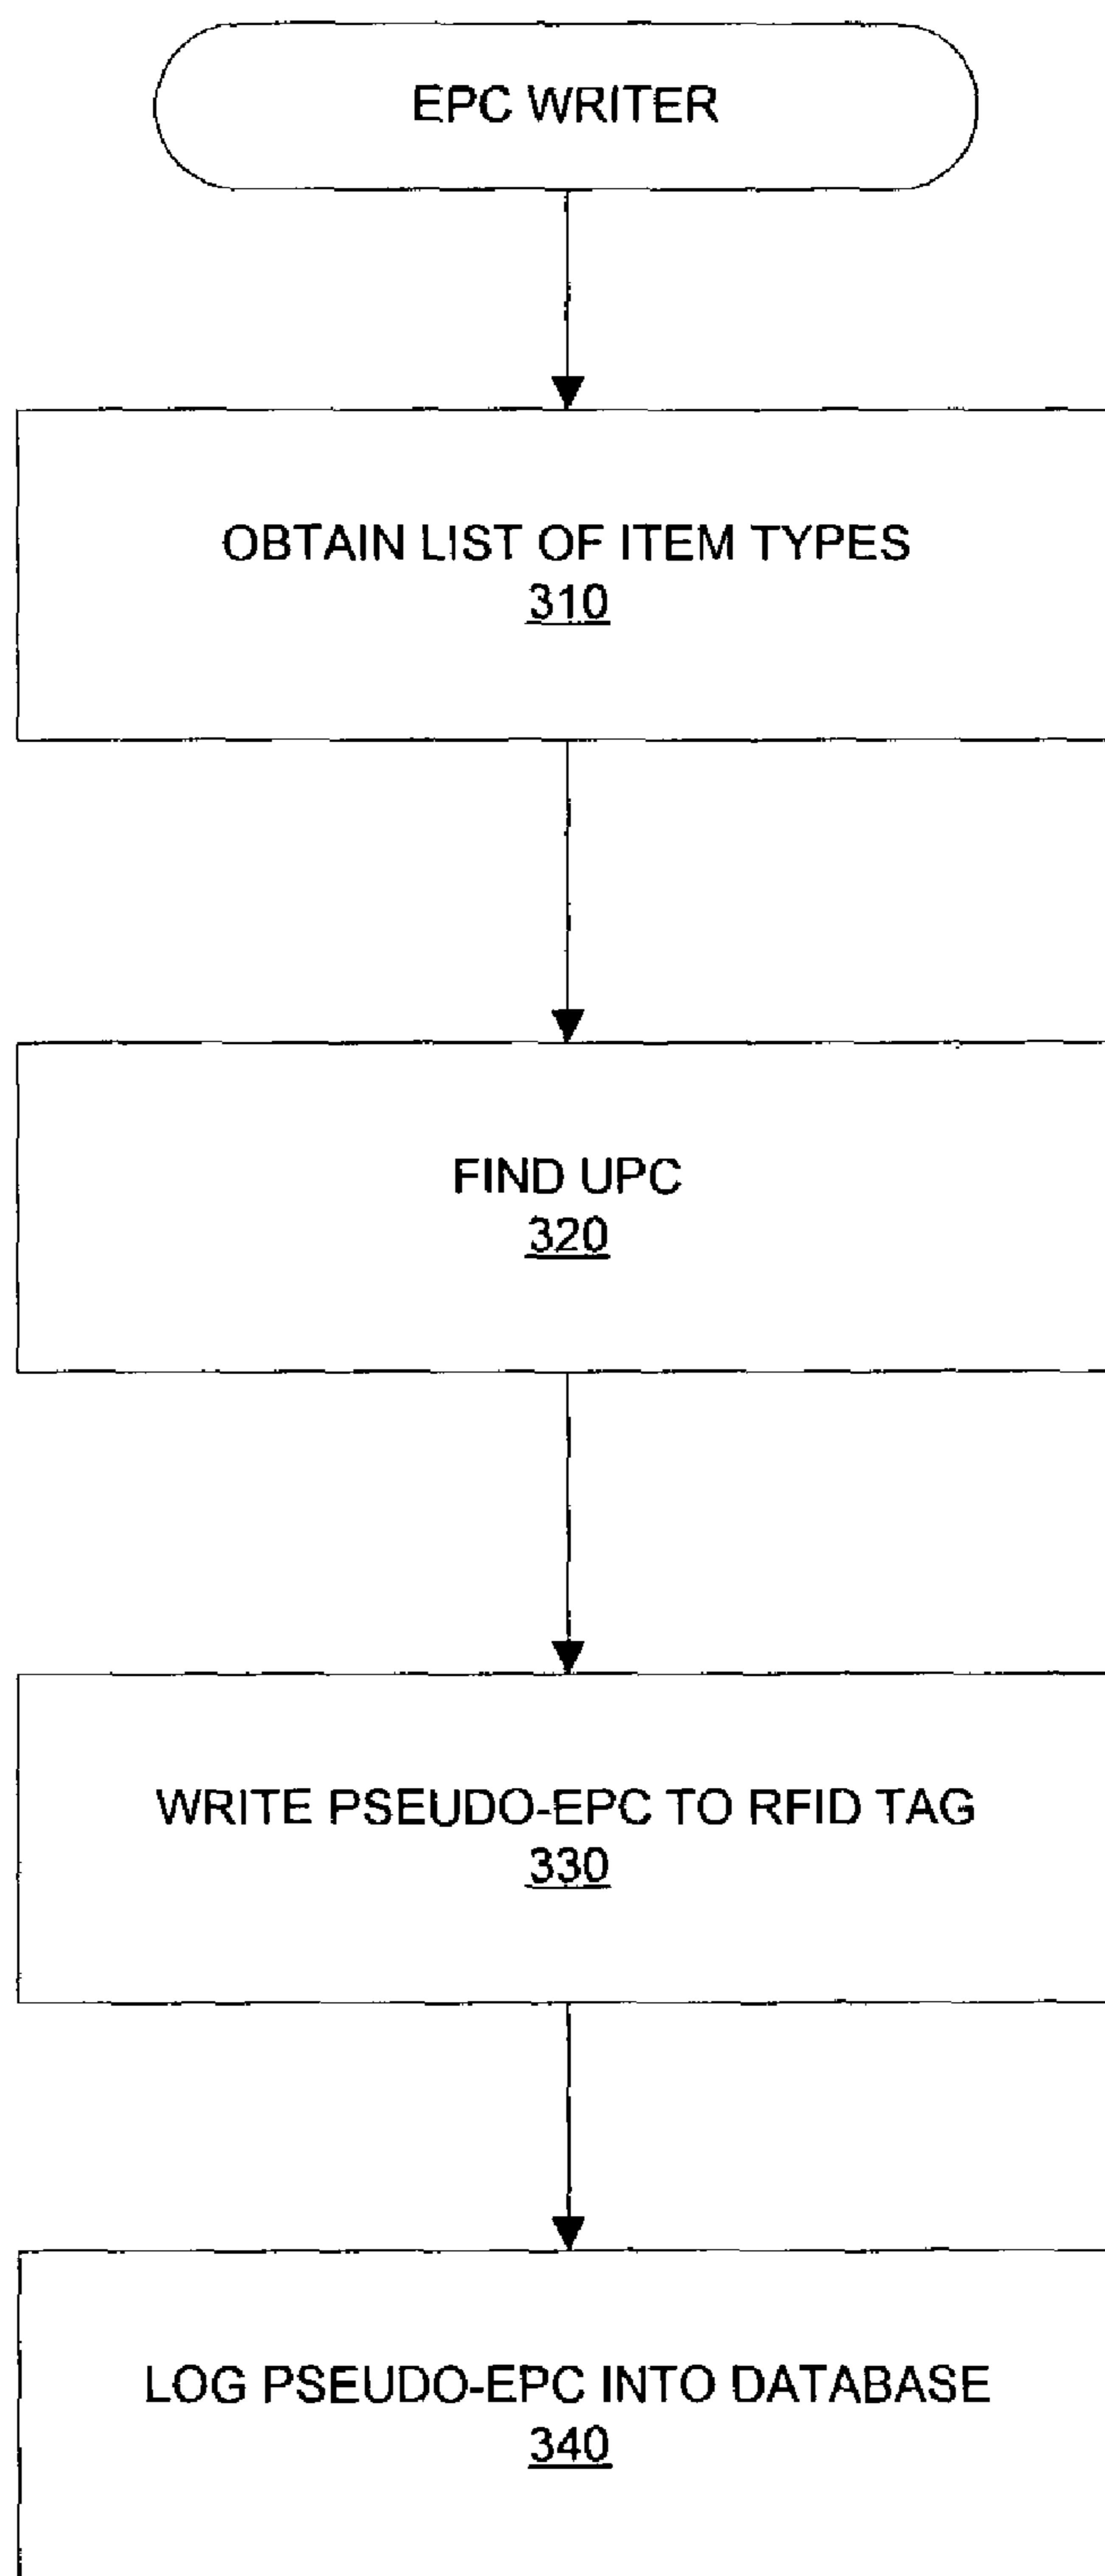 EPC WRITER
OBTAIN LIST OF ITEM TYPES
310
FIND UPC
320
WRITE PSEUDO-EPC TO RFID TAG
330
LOG PSEUDO-EPC INTO DATABASE
340